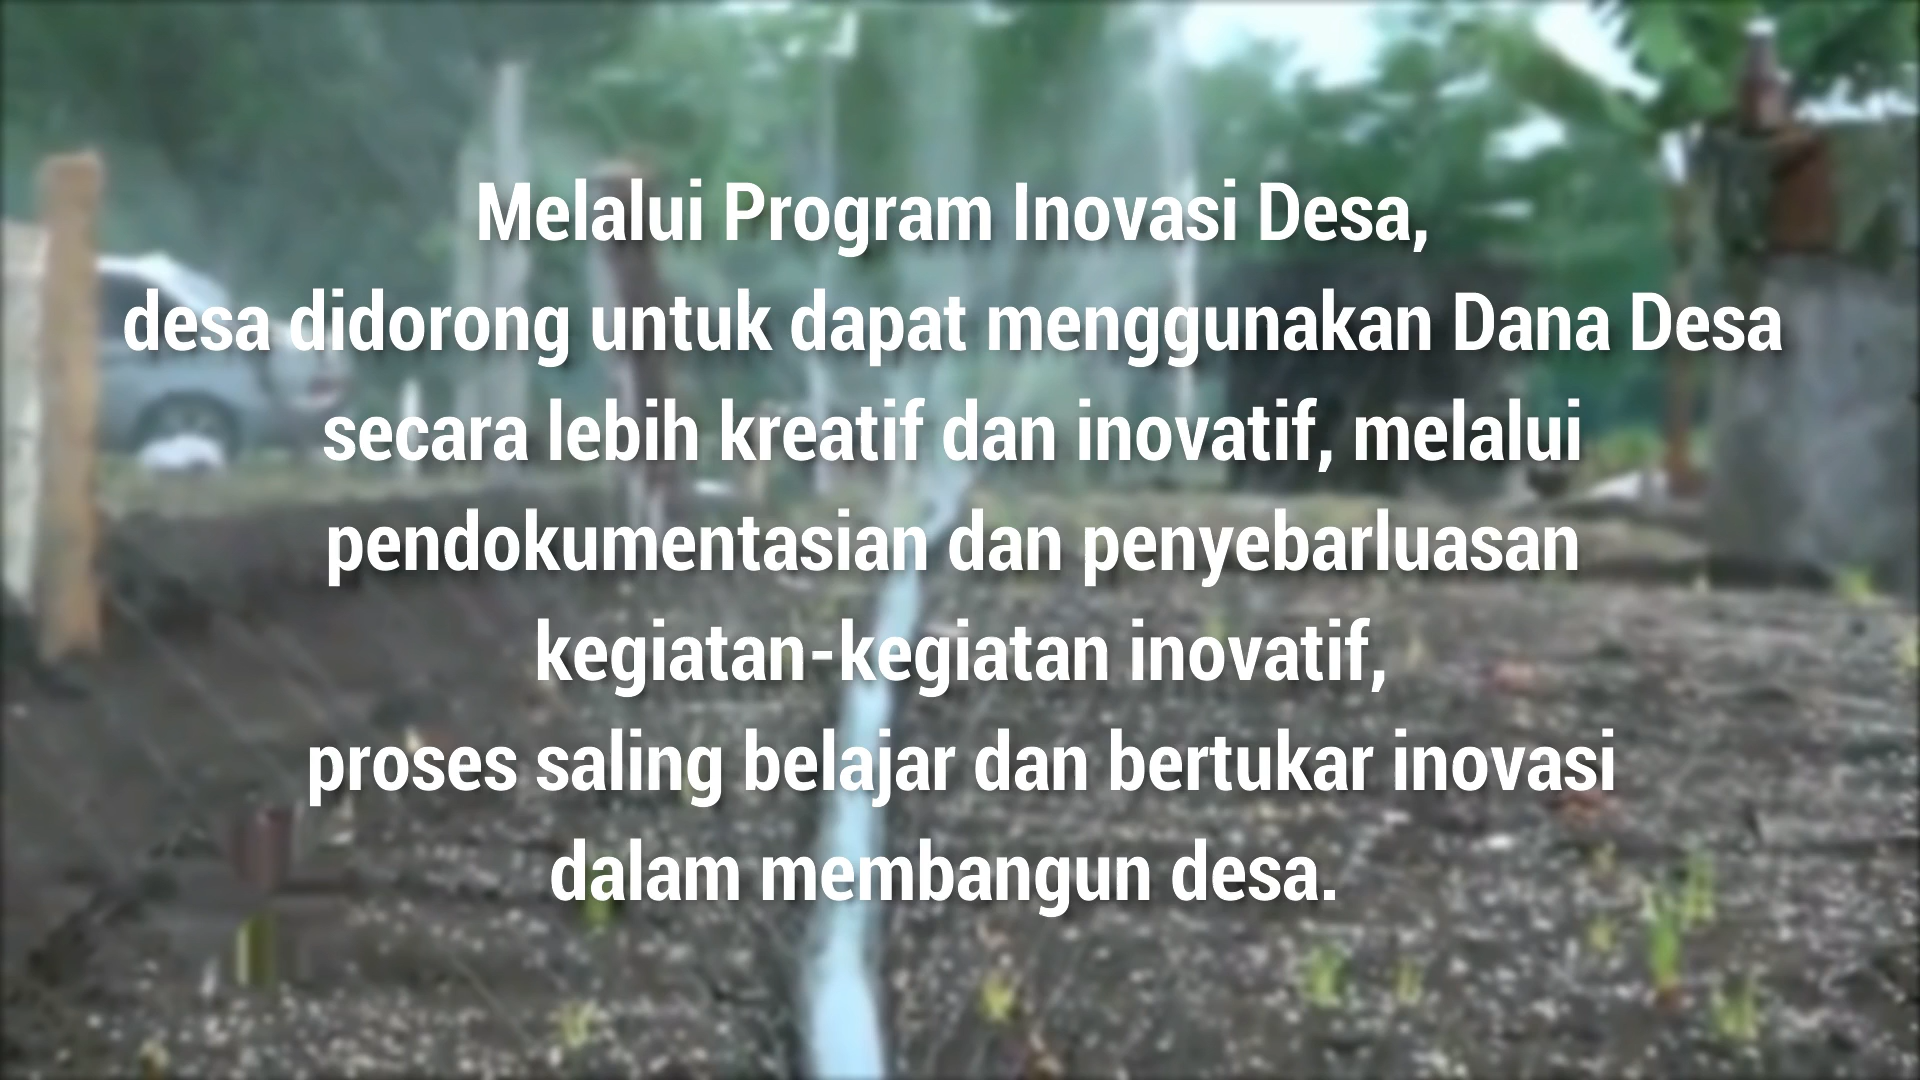 Melalui Program Inovasi Desa,
desa didorong untuk dapat menggunakan Dana Desa
secara lebih kreatif dan inovatif, melalui
pendokumentasian dan penyebarluasan
kegiatan-kegiatan inovatif,
proses saling belajar dan bertukar inovasi
dalam membangun desa.